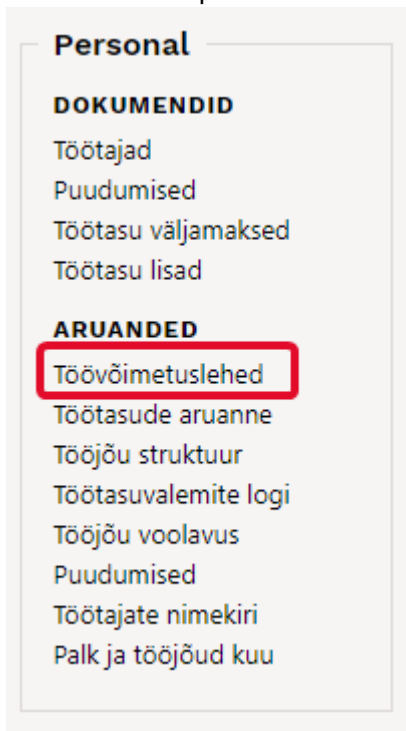 Personal
DOKUMENDID
Töötajad
Puudumised
Töötasu väljamaksed
Töötasu lisad
ARUANDED
Töövõimetuslehed
Töötasude aruanne
Tööjõu struktuur
Töötasuvalemite logi
Tööjõu voolavus
Puudumised
Töötajate nimekiri
Palk ja tööjõud kuu